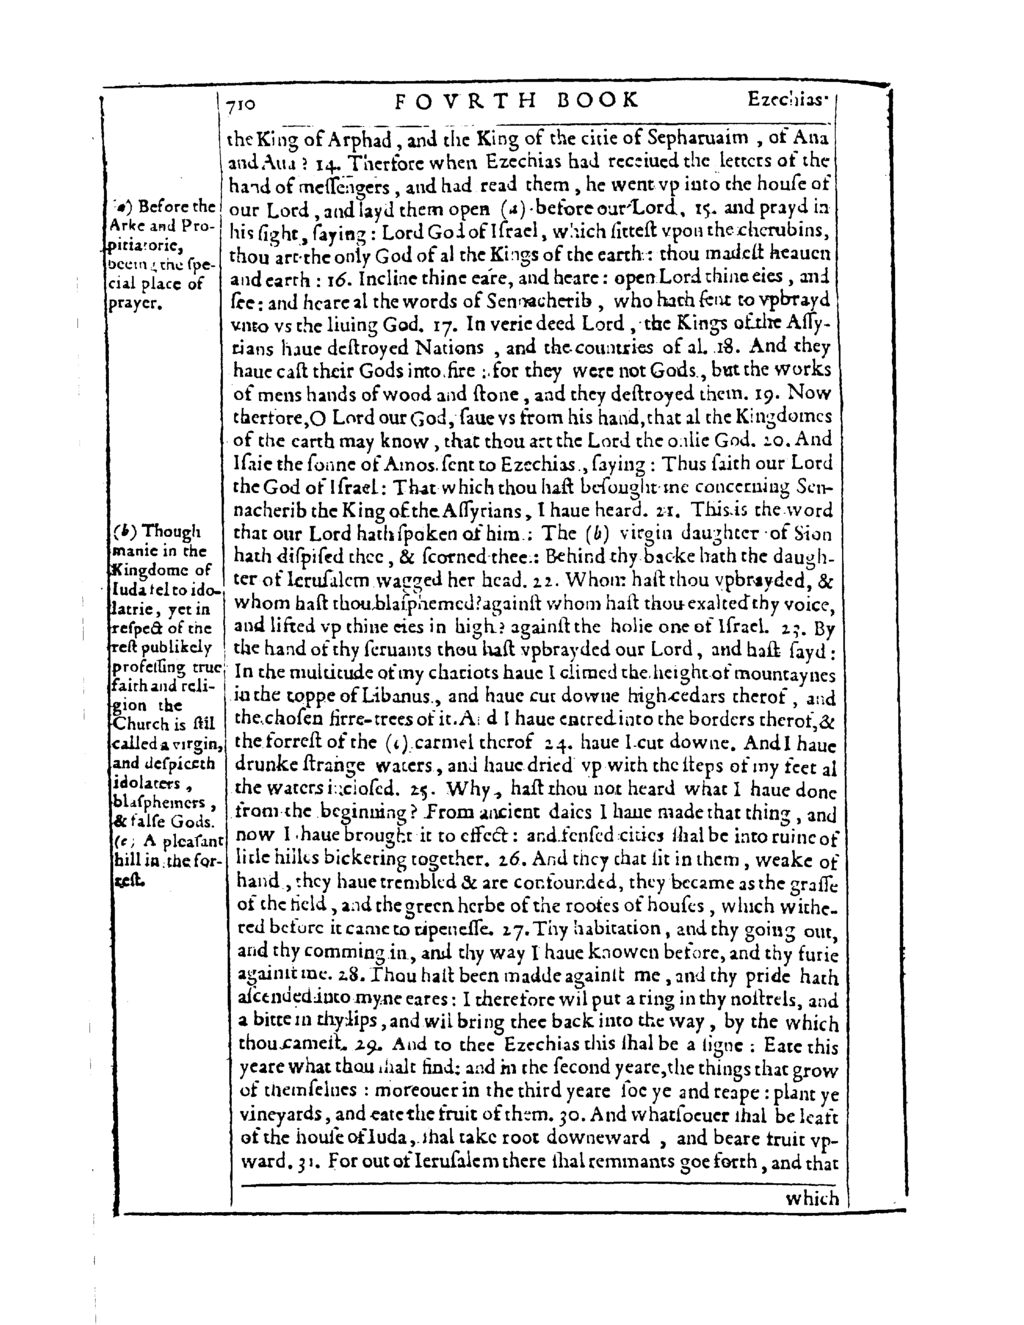 710 FOVRTH BOOK Ezechias
the King of Arphad, and the King of the citie of Sepharuaim, of Ana
and Aua? 14. Therfore when Ezechias had receiued the letters of the
hand of meſſengers, and had read them, he went vp into the houſe of
our Lord, and layd them open (a) before our Lord, 15. and prayd in
his ſight, ſaying: Lord God of Iſrael, which ſitteſt vpon the cherubins,
thou art the only God of al the Kings of the earth: thou madeſt heauen
and earth: 16. Incline thine eare, and heare: open Lord thine eies, and
ſee: and heare al the words of Sennacherib, who hath ſent to vpbrayd
vnto vs the liuing God. 17. In verie deed Lord, the Kings of the Aſſy-
rians haue deſtroyed Nations, and the countries of al. 18. And they
haue caſt their Gods into fire: for they were not Gods, but the works
of mens hands of wood and ſtone, and they deſtroyed them. 19. Now
therfore, O Lord our God, ſaue vs from his hand, that al the Kingdomes
of the earth may know, that thou art the Lord the onlie God. 20. And
Iſaie the ſonne of Amos ſent to Ezechias, ſaying: Thus ſaith our Lord
the God of Iſrael: That which thou haſt beſought me concerning Sen-
nacherib the King of the Aſſyrians, I haue heard. 21. This is the word
that our Lord hath ſpoken of him: The (b) virgin daughter of Sion
hath diſpiſed thee, & ſcorned thee: Behind thy backe hath the daugh-
ter of Ieruſalem wagged her head. 22. Whom haſt thou vpbrayded, &
whom haſt thou blaſphemed? againſt whom haſt thou exalted thy voice,
and lifted vp thine eies in high? againſt the holie one of Iſrael. 23. By
the hand of thy ſeruants thou haſt vpbrayded our Lord, and haſt ſayd:
In the multitude of my chariots haue I climed the height of mountaynes
in the toppe of Libanus, and haue cut downe high cedars therof, and
the choſen firre-trees of it. And I haue entred into the borders therof, &
the forreſt of the (c) carmel therof 24. haue I cut downe. And I haue
drunke ſtrange waters, and haue dried vp with the ſteps of my feet al
the waters incloſed. 25. Why, haſt thou not heard what I haue done
from the beginning? From ancient daies I haue made that thing, and
now I haue brought it to effect: and fenſed cities ſhal be into ruine of
litle hilles bickering together. 26. And they that ſit in them, weake of
hand, they haue trembled & are confounded, they became as the graſſe
of the field, and the green herbe of the rootes of houſes, which withe-
red before it came to ripeneſſe. 27. Thy habitation, and thy going out,
and thy comming in, and thy way I haue knowen before, and thy furie
againſt me. 28. Thou haſt been madde againſt me, and thy pride hath
aſcended into myne eares: I therefore wil put a ring in thy noſtrels, and
a bitte in thy lips, and wil bring thee back into the way, by the which
thou cameſt. 29. And to thee Ezechias this ſhal be a ſigne: Eate this
yeare what thou ſhalt find: and in the ſecond yeare, the things that grow
of themſelues: moreouer in the third yeare ſow ye and reape: plant ye
vineyards, and eate the fruit of them. 30. And whatſoeuer ſhal be leaft
of the houſe of Iuda, ſhal take root downeward, and beare fruit vp-
ward. 31. For out of Ieruſalem there ſhal remnants goe forth, and that
which
(a) Before the
Arke and Pro-
pitiatorie,
beeing the ſpe-
cial place of
prayer.
(b) Though
manie in the
Kingdome of
Iuda fel to ido-
latrie, yet in
reſpect of the
reſt publikely
profeſſing true
faith and reli-
gion the
Church is ſtil
called a virgin,
and deſpiceth
idolaters,
blaſphemers,
& falſe Gods.
(c) A pleaſant
hill in the for-
reſt.